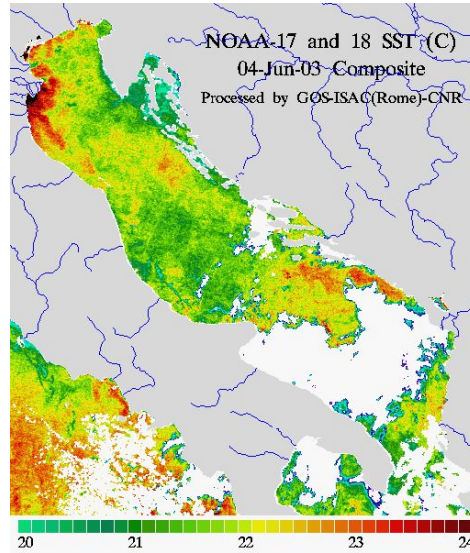 NOAA-17 and 18 SST (C)
04-Jun-03 Composite
Processed by GOS-ISAC(Rome)-CNR
20 21 22 23 24